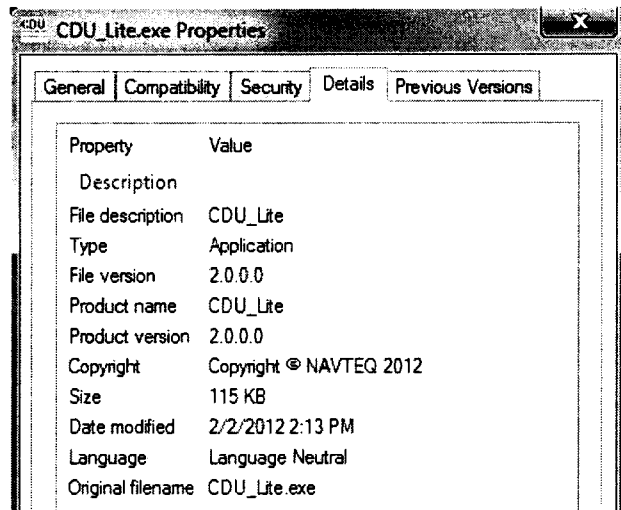 CDU CDU_Lite.exe Properties X
General Compatibility Security Details Previous Versions
Property Value
Description
File description CDU_Lite
Type Application
File version 2.0.0.0
Product name CDU_Lite
Product version 2.0.0.0
Copyright Copyright © NAVTEQ 2012
Size 115 KB
Date modified 2/2/2012 2:13 PM
Language Language Neutral
Original filename CDU_Lite.exe